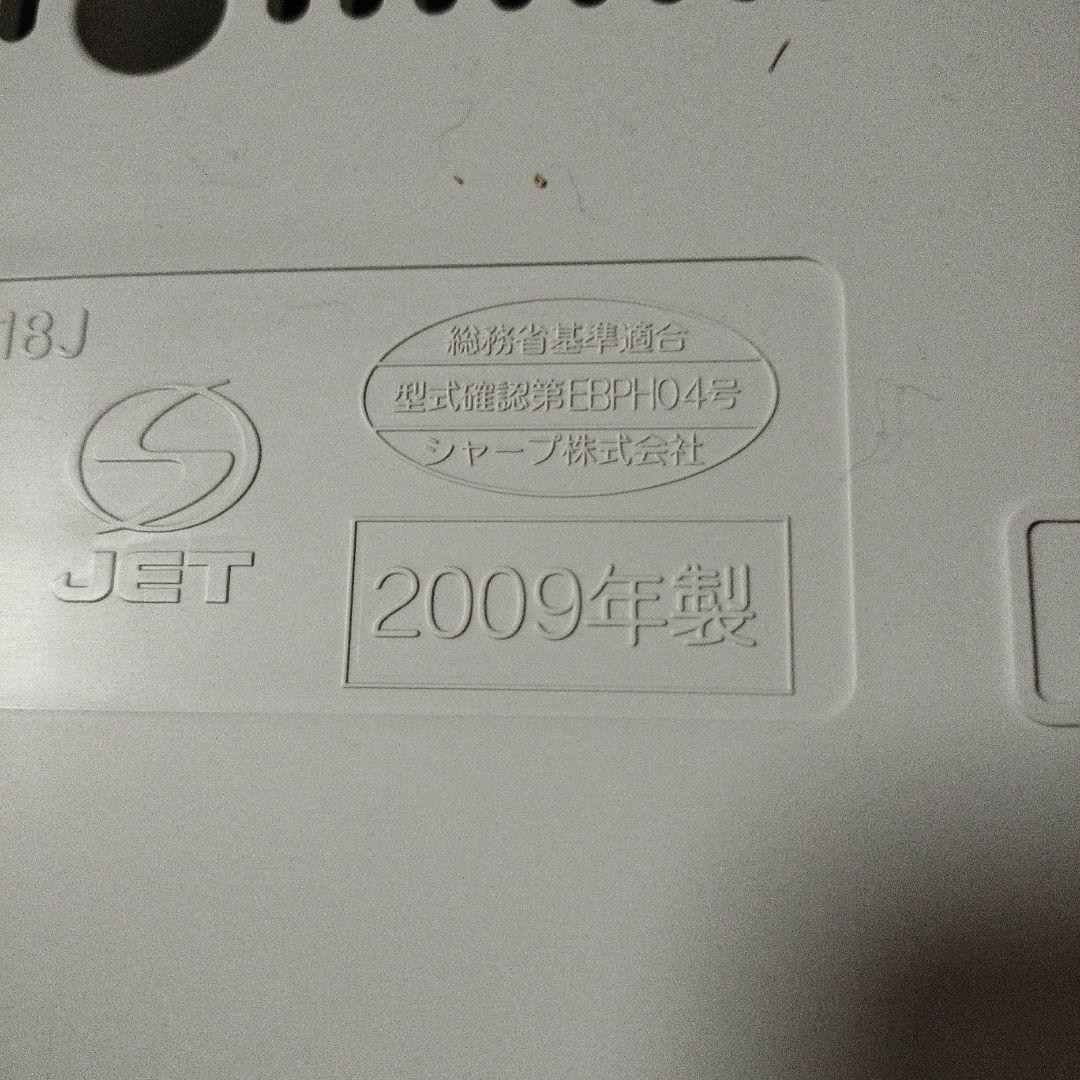 18J
総務省基準適合
型式確認第EBPH04号
シャープ株式会社
JET
2009年製